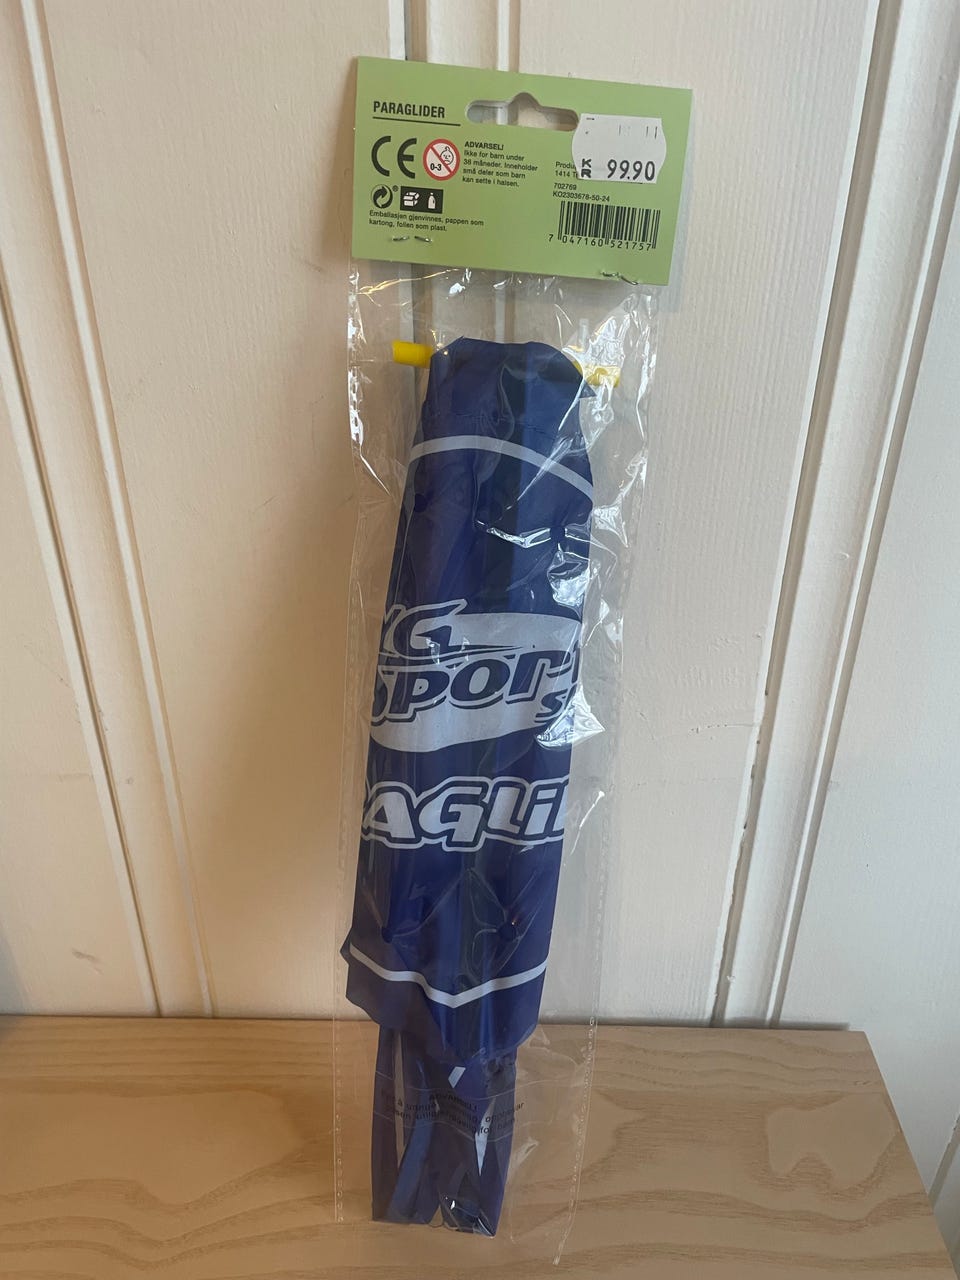 PARAGLIDER
CE
0-3
ADVARSEL!
Ikke for barn under
36 måneder. Inneholder
små deler som barn
kan sette i halsen.
Emballasjen gjenvinnes, pappen som
kartong, folien som plast.
KR 99.90
1414
702769
KO2303678-50-24
7 047160 521757
SPORT
AGLI
ADVARSEL!